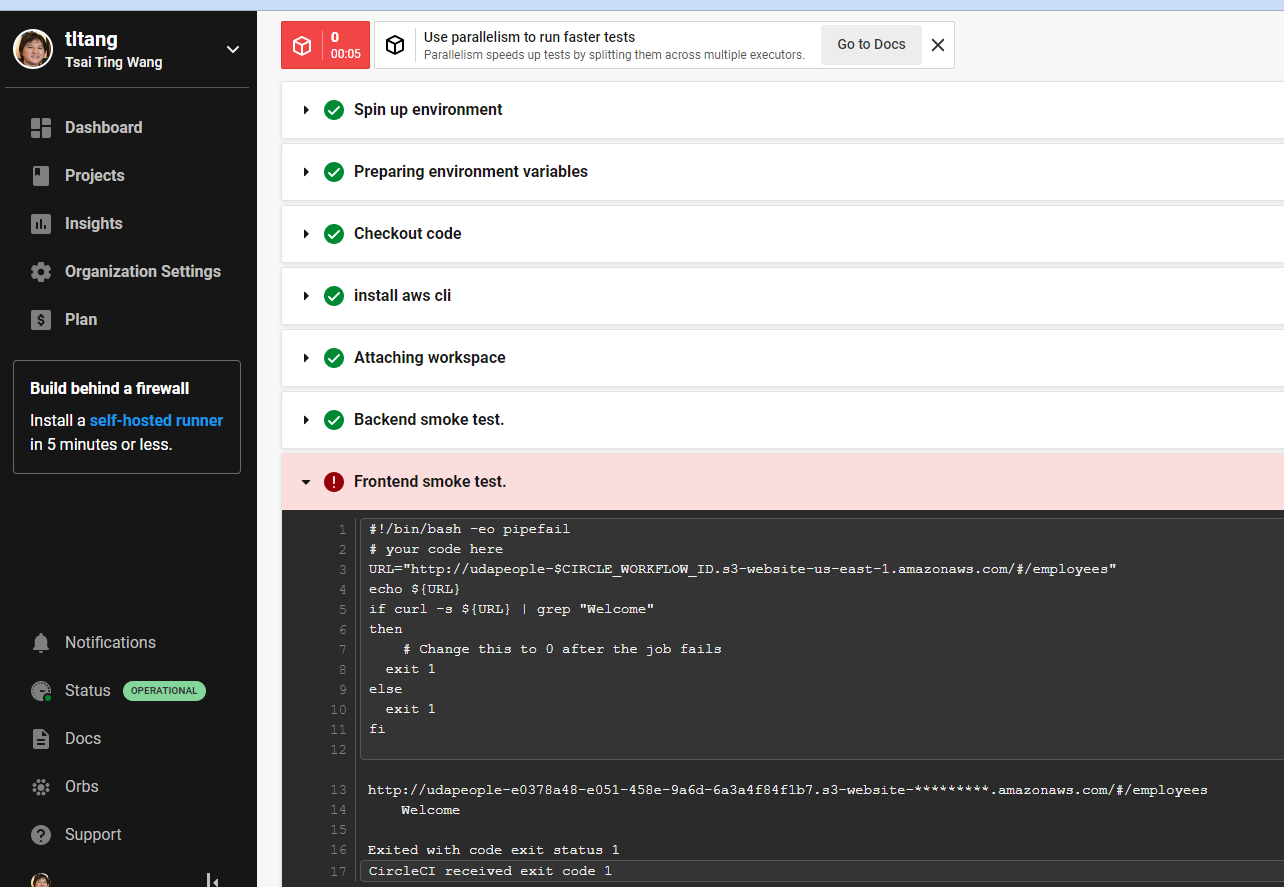 tltang
Tsai Ting Wang
Dashboard
Projects
Insights
Organization Settings
Plan
Build behind a firewall
Install a self-hosted runner
in 5 minutes or less.
Notifications
Status OPERATIONAL
Docs
Orbs
Support
0
00:05
Use parallelism to run faster tests
Parallelism speeds up tests by splitting them across multiple executors.
Go to Docs
Spin up environment
Preparing environment variables
Checkout code
install aws cli
Attaching workspace
Backend smoke test.
Frontend smoke test.
1 #!/bin/bash -eo pipefail
2 # your code here
3 URL="http://udapeople-$CIRCLE_WORKFLOW_ID.s3-website-us-east-1.amazonaws.com/#/employees"
4 echo ${URL}
5 if curl -s ${URL} | grep "Welcome"
6 then
7     # Change this to 0 after the job fails
8   exit 1
9 else
10   exit 1
11 fi
12
13 http://udapeople-e0378a48-e051-458e-9a6d-6a3a4f84f1b7.s3-website-*********.amazonaws.com/#/employees
14     Welcome
15
16 Exited with code exit status 1
17 CircleCI received exit code 1